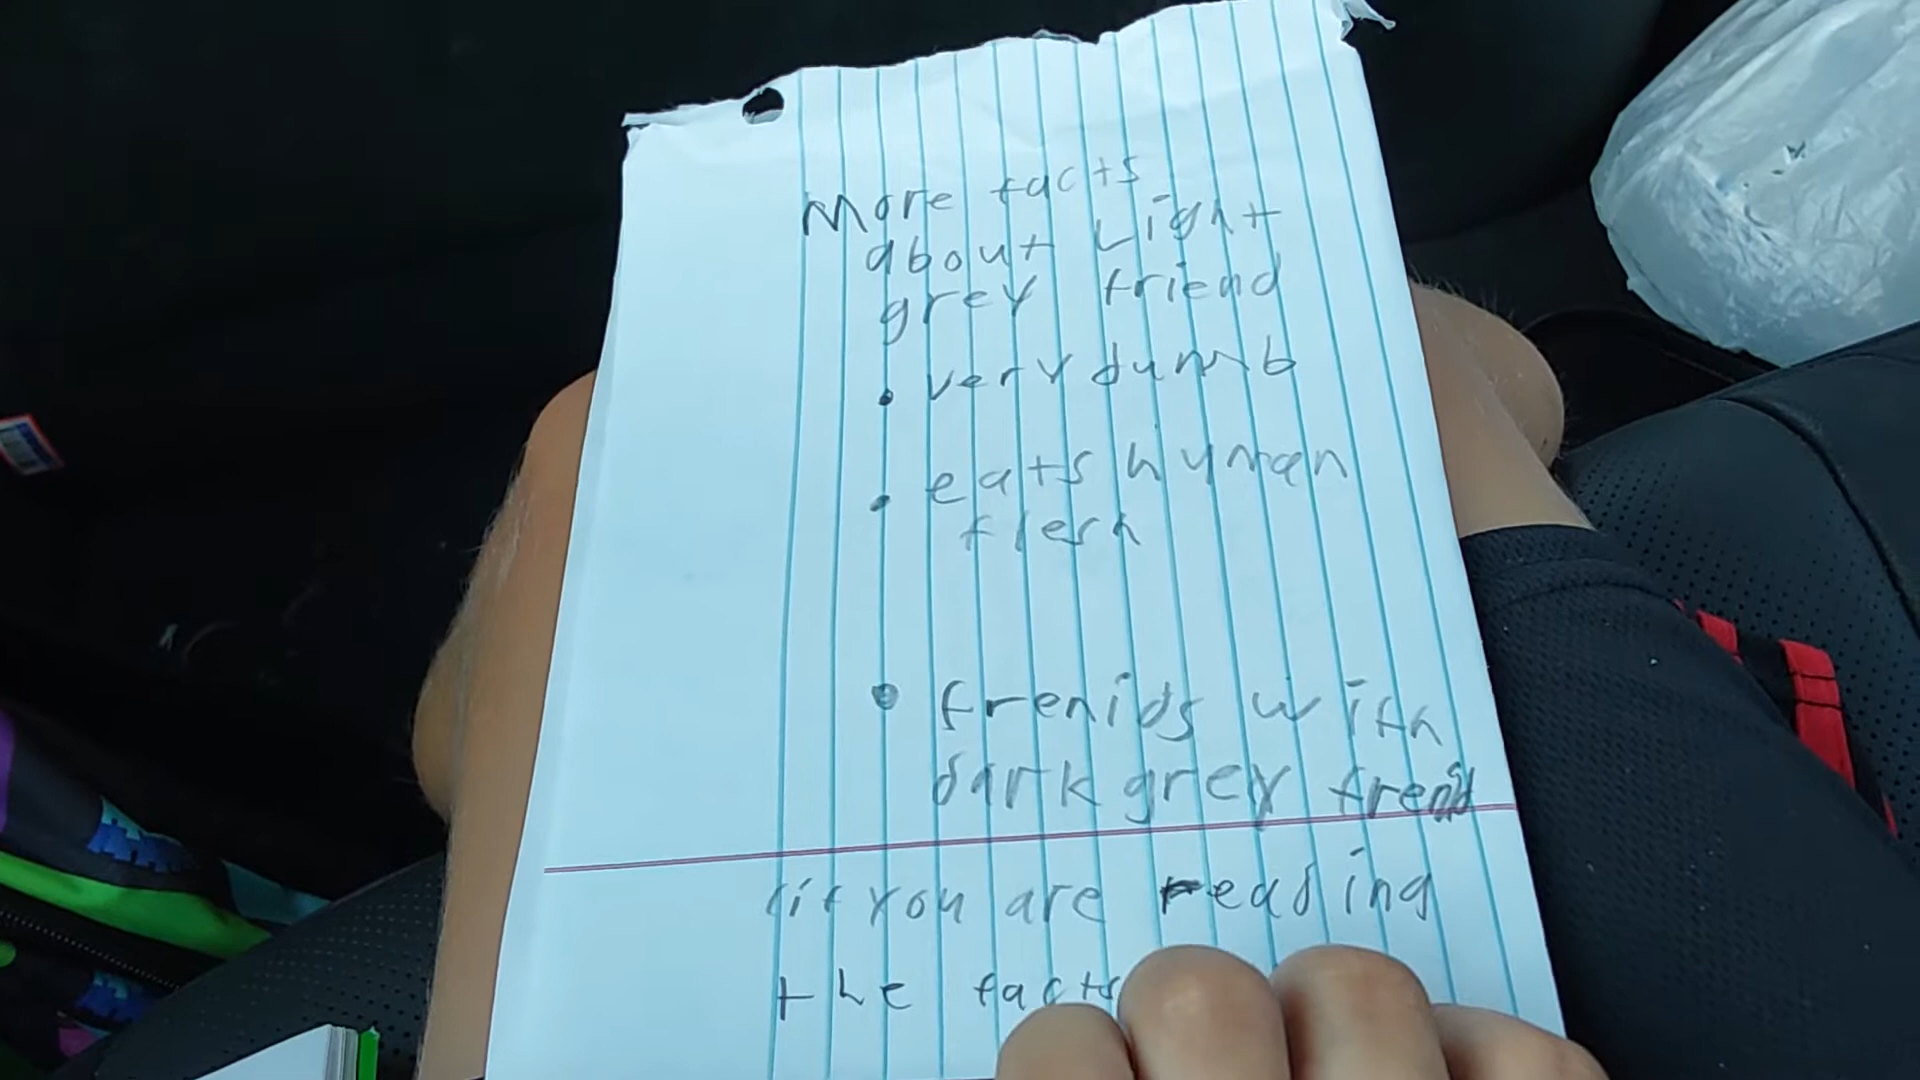 More facts
about Light
grey friend
• very dumb
• eats human
flesh
• frenids with
dark grey frend
(if you are reading
the facts